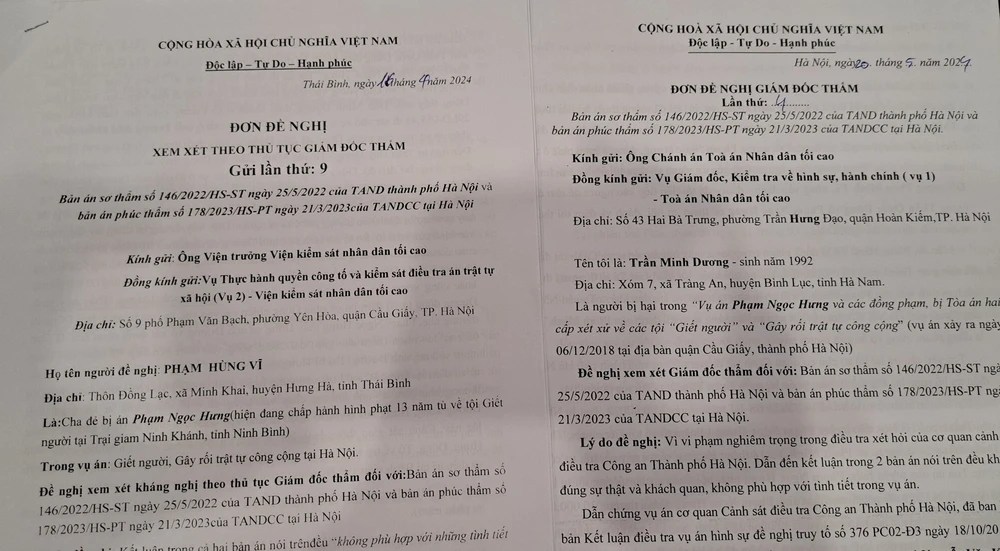 CỘNG HÒA XÃ HỘI CHỦ NGHĨA VIỆT NAM
Độc lập – Tự Do – Hạnh phúc
Thái Bình, ngày 16 tháng 4 năm 2024
ĐƠN ĐỀ NGHỊ
XEM XÉT THEO THỦ TỤC GIÁM ĐỐC THẨM
Gửi lần thứ: 9
Bản án sơ thẩm số 146/2022/HS-ST ngày 25/5/2022 của TAND thành phố Hà Nội và
bản án phúc thẩm số 178/2023/HS-PT ngày 21/3/2023của TANDCC tại Hà Nội
Kính gửi: Ông Viện trưởng Viện kiểm sát nhân dân tối cao
Đồng kính gửi:Vụ Thực hành quyền công tố và kiểm sát điều tra án trật tự
xã hội (Vụ 2) - Viện kiểm sát nhân dân tối cao
Địa chỉ: Số 9 phố Phạm Văn Bạch, phường Yên Hòa, quận Cầu Giấy, TP. Hà Nội
Họ tên người đề nghị: PHẠM HÙNG VĨ
Địa chỉ: Thôn Đồng Lạc, xã Minh Khai, huyện Hưng Hà, tỉnh Thái Bình
Là:Cha đẻ bị án Phạm Ngọc Hưng(hiện đang chấp hành hình phạt 13 năm tù về tội Giết
người tại Trại giam Ninh Khánh, tỉnh Ninh Bình)
Trong vụ án: Giết người, Gây rối trật tự công cộng tại Hà Nội.
Đề nghị xem xét kháng nghị theo thủ tục Giám đốc thẩm đối với:Bản án sơ thẩm số
146/2022/HS-ST ngày 25/5/2022 của TAND thành phố Hà Nội và bản án phúc thẩm số
178/2023/HS-PT ngày 21/3/2023của TANDCC tại Hà Nội
Kết luận trong cả hai bản án nói trênđều “không phù hợp với những tình tiết
CỘNG HOÀ XÃ HỘI CHỦ NGHĨA VIỆT NAM
Độc lập - Tự Do - Hạnh phúc
Hà Nội, ngày 20. tháng 5. năm 2024
ĐƠN ĐỀ NGHỊ GIÁM ĐỐC THẨM
Lần thứ: 4........
Bản án sơ thẩm số 146/2022/HS-ST ngày 25/5/2022 của TAND thành phố Hà Nội và
bản án phúc thẩm số 178/2023/HS-PT ngày 21/3/2023 của TANDCC tại Hà Nội.
Kính gửi: Ông Chánh án Toà án Nhân dân tối cao
Đồng kính gửi: Vụ Giám đốc, Kiểm tra về hình sự, hành chính ( vụ 1)
- Toà án Nhân dân tối cao
Địa chỉ: Số 43 Hai Bà Trưng, phường Trần Hưng Đạo, quận Hoàn Kiếm,TP. Hà Nội
Tên tôi là: Trần Minh Dương - sinh năm 1992
Địa chỉ: Xóm 7, xã Tràng An, huyện Bình Lục, tỉnh Hà Nam.
Là người bị hại trong “Vụ án Phạm Ngọc Hưng và các đồng phạm, bị Tòa án hai
cấp xét xử về các tội “Giết người” và “Gây rối trật tự công cộng” (vụ án xảy ra ngày
06/12/2018 tại địa bàn quận Cầu Giấy, thành phố Hà Nội)
Đề nghị xem xét Giám đốc thẩm đối với: Bản án sơ thẩm số 146/2022/HS-ST
25/5/2022 của TAND thành phố Hà Nội và bản án phúc thẩm số 178/2023/HS-PT
21/3/2023 của TANDCC tại Hà Nội.
Lý do đề nghị: Vì vi phạm nghiêm trọng trong điều tra xét hỏi của cơ quan cảnh
điều tra Công an Thành phố Hà Nội. Dẫn đến kết luận trong 2 bản án nói trên đều
đúng sự thật và khách quan, không phù hợp với tình tiết trong vụ án.
Dẫn chứng vụ án cơ quan Cảnh sát điều tra Công an Thành phố Hà Nội, đã ban
bản Kết luận điều tra vụ án hình sự đề nghị truy tố số 376 PC02-Đ3 ngày 18/10/20